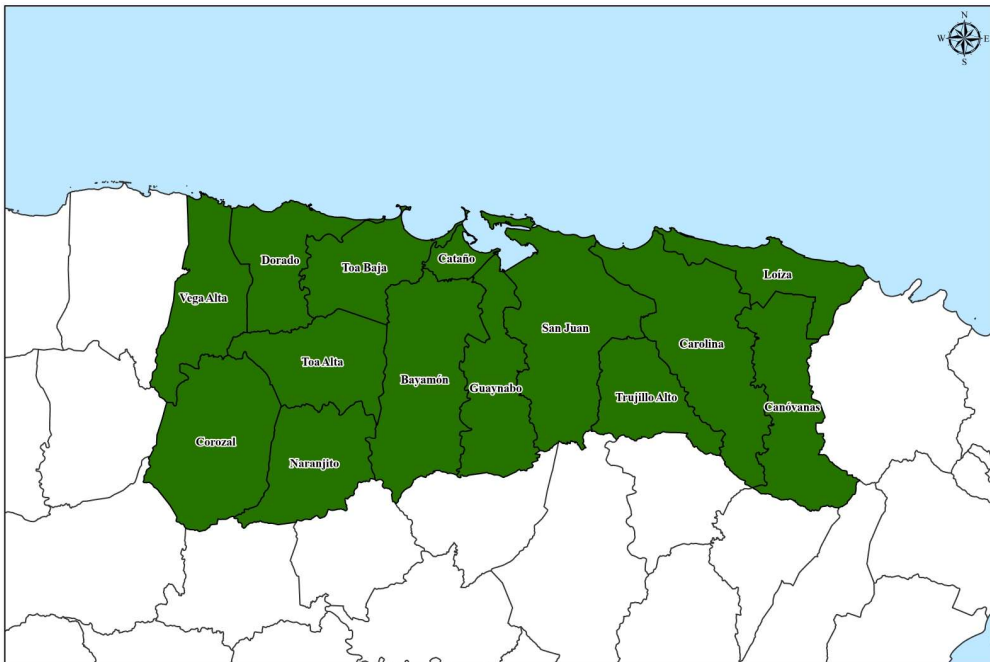 N
W E
S
Dorado
Toa Baja
Cataño
Loíza
Vega Alta
San Juan
Carolina
Toa Alta
Bayamón
Guaynabo
Trujillo Alto
Canóvanas
Corozal
Naranjito